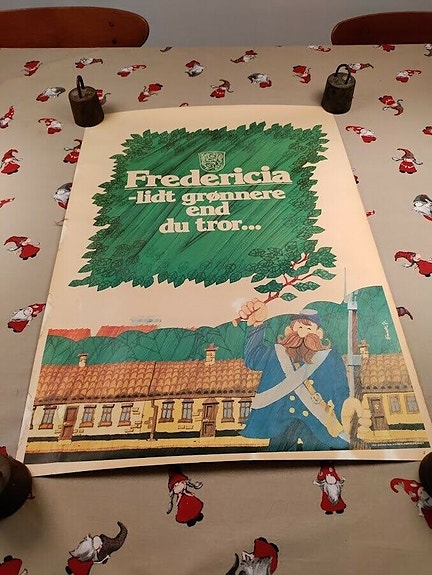 Fredericia
-lidt grønnere
end
du tror...